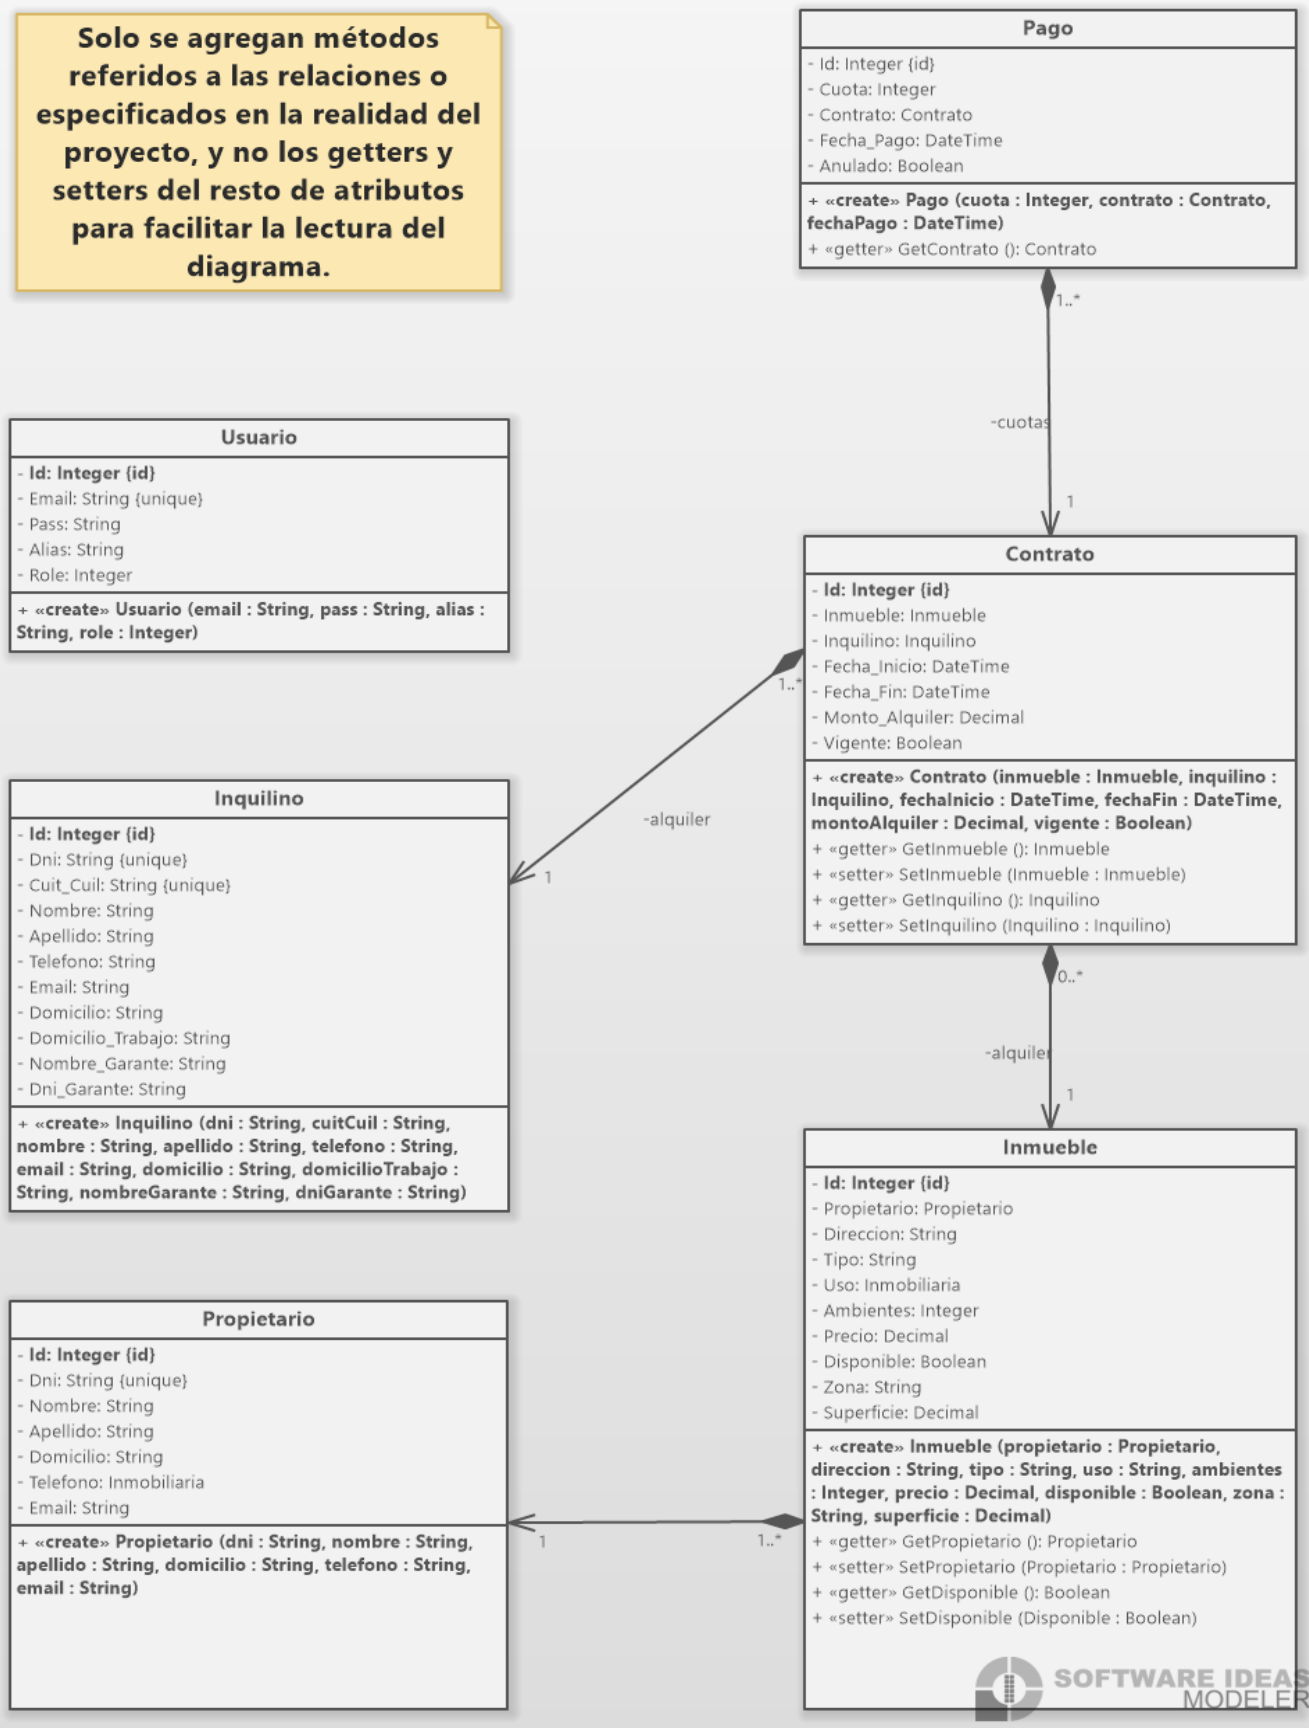 Solo se agregan métodos
referidos a las relaciones o
especificados en la realidad del
proyecto, y no los getters y
setters del resto de atributos
para facilitar la lectura del
diagrama.
Pago
- Id: Integer {id}
- Cuota: Integer
- Contrato: Contrato
- Fecha_Pago: DateTime
- Anulado: Boolean
+ «create» Pago (cuota : Integer, contrato : Contrato,
fechaPago : DateTime)
+ «getter» GetContrato (): Contrato
1..*
-cuotas
1
Usuario
- Id: Integer {id}
- Email: String {unique}
- Pass: String
- Alias: String
- Role: Integer
+ «create» Usuario (email : String, pass : String, alias :
String, role : Integer)
Contrato
- Id: Integer {id}
- Inmueble: Inmueble
- Inquilino: Inquilino
- Fecha_Inicio: DateTime
- Fecha_Fin: DateTime
- Monto_Alquiler: Decimal
- Vigente: Boolean
+ «create» Contrato (inmueble : Inmueble, inquilino :
Inquilino, fechaInicio : DateTime, fechaFin : DateTime,
montoAlquiler : Decimal, vigente : Boolean)
+ «getter» GetInmueble (): Inmueble
+ «setter» SetInmueble (Inmueble : Inmueble)
+ «getter» GetInquilino (): Inquilino
+ «setter» SetInquilino (Inquilino : Inquilino)
1..*
-alquiler
1
Inquilino
- Id: Integer {id}
- Dni: String {unique}
- Cuit_Cuil: String {unique}
- Nombre: String
- Apellido: String
- Telefono: String
- Email: String
- Domicilio: String
- Domicilio_Trabajo: String
- Nombre_Garante: String
- Dni_Garante: String
+ «create» Inquilino (dni : String, cuitCuil : String,
nombre : String, apellido : String, telefono : String,
email : String, domicilio : String, domicilioTrabajo :
String, nombreGarante : String, dniGarante : String)
0..*
-alquiler
1
Inmueble
- Id: Integer {id}
- Propietario: Propietario
- Direccion: String
- Tipo: String
- Uso: Inmobiliaria
- Ambientes: Integer
- Precio: Decimal
- Disponible: Boolean
- Zona: String
- Superficie: Decimal
+ «create» Inmueble (propietario : Propietario,
direccion : String, tipo : String, uso : String, ambientes
: Integer, precio : Decimal, disponible : Boolean, zona :
String, superficie : Decimal)
+ «getter» GetPropietario (): Propietario
+ «setter» SetPropietario (Propietario : Propietario)
+ «getter» GetDisponible (): Boolean
+ «setter» SetDisponible (Disponible : Boolean)
Propietario
- Id: Integer {id}
- Dni: String {unique}
- Nombre: String
- Apellido: String
- Domicilio: String
- Telefono: Inmobiliaria
- Email: String
+ «create» Propietario (dni : String, nombre : String,
apellido : String, domicilio : String, telefono : String,
email : String)
1
1..*
SOFTWARE IDEAS
MODELER